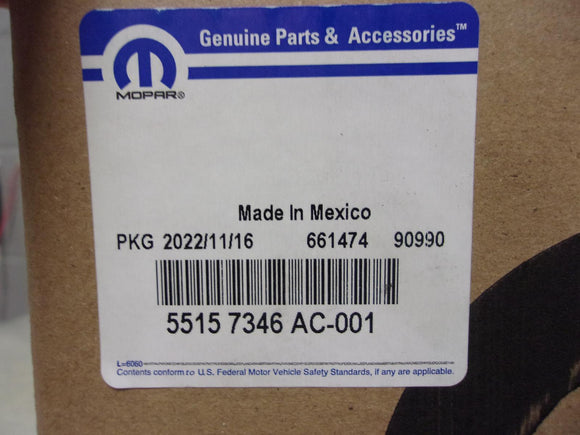 Genuine Parts & Accessories™
MOPAR®
Made In Mexico
PKG 2022/11/16 661474 90990
5515 7346 AC-001
L=6060
Contents conform to U.S. Federal Motor Vehicle Safety Standards, if any are applicable.